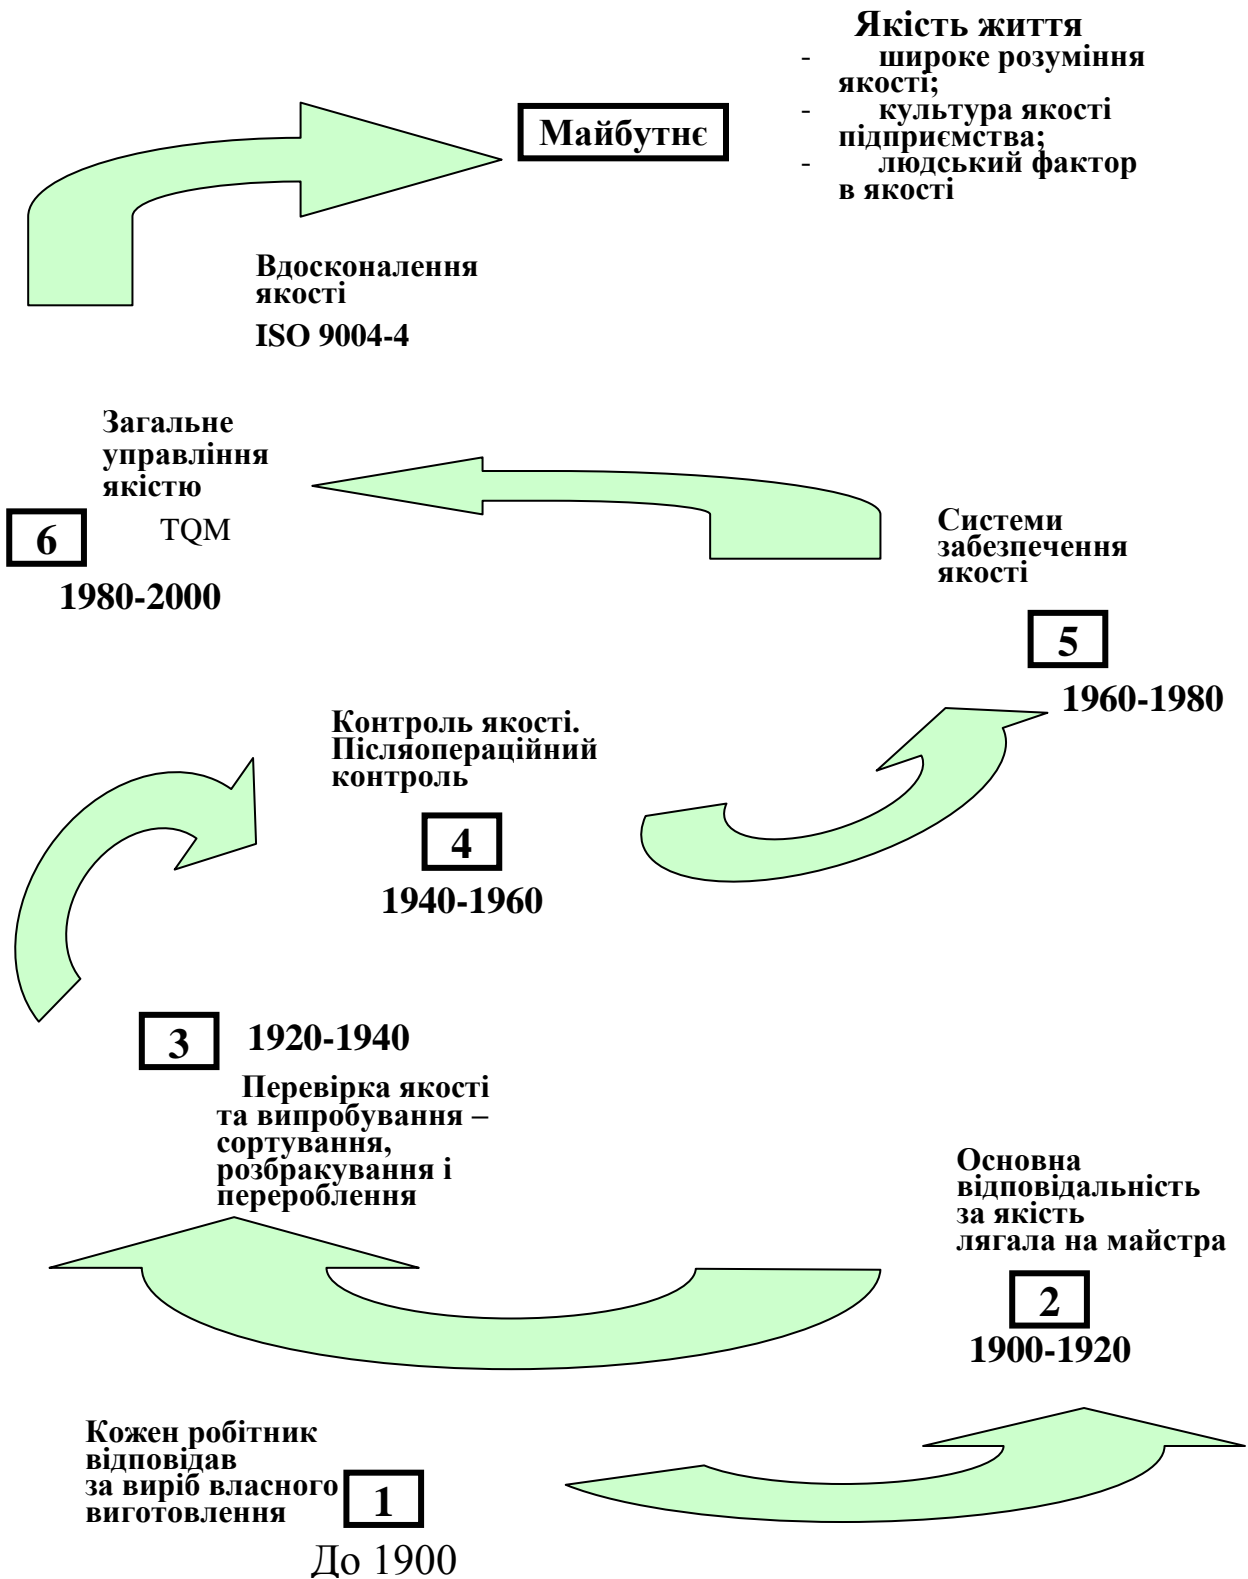 Якість життя
- широке розуміння
якості;
- культура якості
підприємства;
- людський фактор
в якості
Майбутнє
Вдосконалення
якості
ISO 9004-4
Загальне
управління
якістю
TQM
6
1980-2000
Системи
забезпечення
якості
5
1960-1980
Контроль якості.
Післяопераційний
контроль
4
1940-1960
3 1920-1940
Перевірка якості
та випробування –
сортування,
розбракування і
перероблення
Основна
відповідальність
за якість
лягала на майстра
2
1900-1920
Кожен робітник
відповідав
за виріб власного
виготовлення
1
До 1900